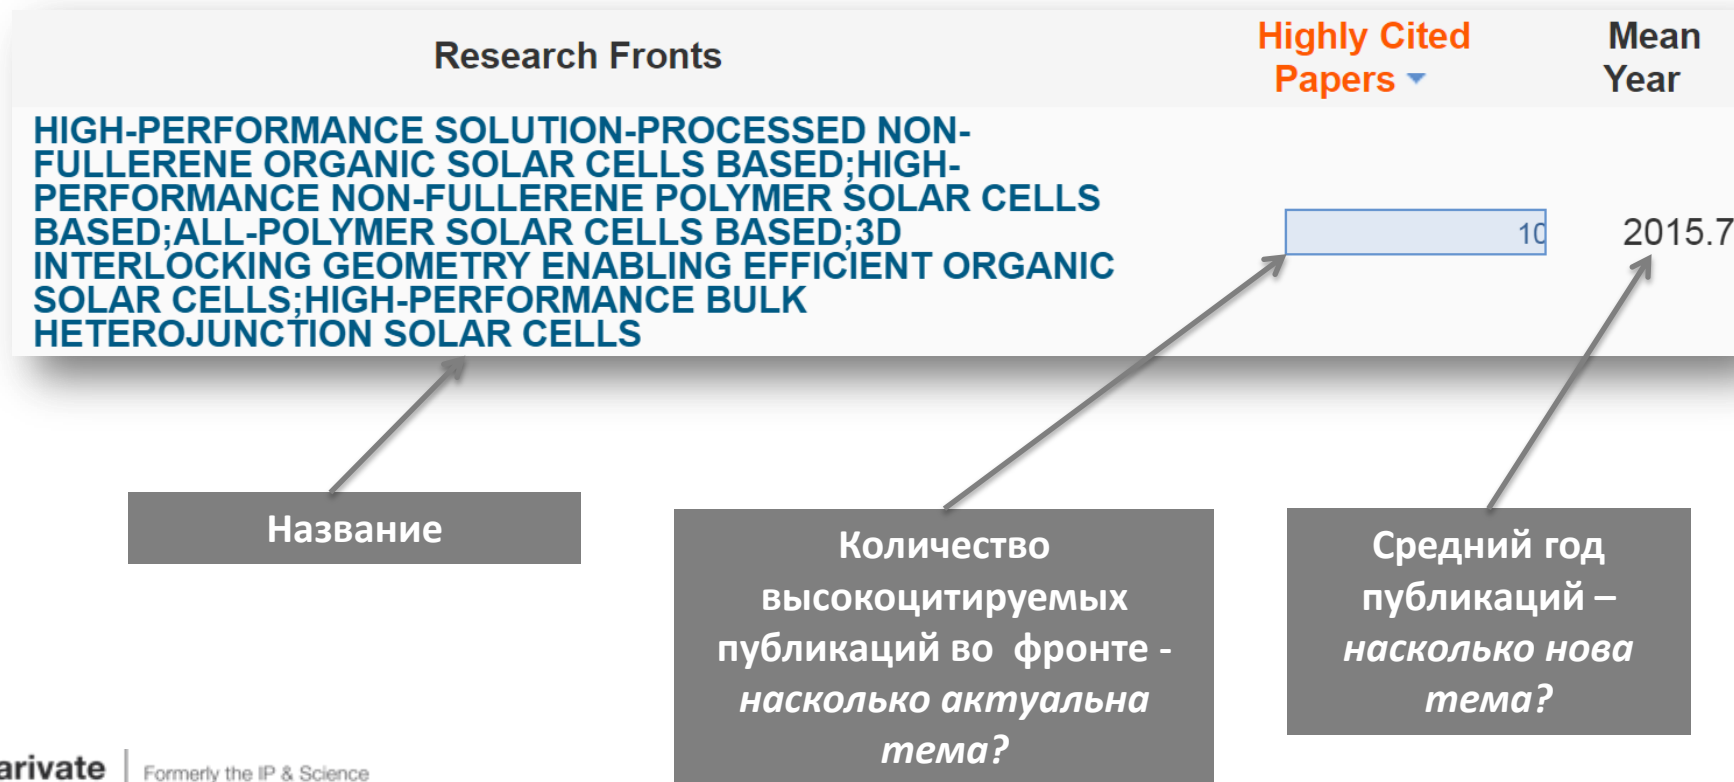 Research Fronts
Highly Cited
Papers
Mean
Year
HIGH-PERFORMANCE SOLUTION-PROCESSED NON-
FULLERENE ORGANIC SOLAR CELLS BASED;HIGH-
PERFORMANCE NON-FULLERENE POLYMER SOLAR CELLS
BASED;ALL-POLYMER SOLAR CELLS BASED;3D
INTERLOCKING GEOMETRY ENABLING EFFICIENT ORGANIC
SOLAR CELLS;HIGH-PERFORMANCE BULK
HETEROJUNCTION SOLAR CELLS
10
2015.7
Название
Количество
высокоцитируемых
публикаций во фронте -
насколько актуальна
тема?
Средний год
публикаций –
насколько нова
тема?
arivate
Formerly the IP & Science